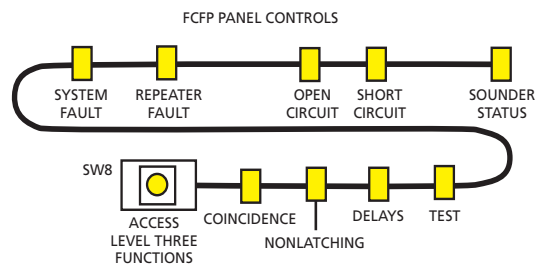 FCFP PANEL CONTROLS
SYSTEM
FAULT
REPEATER
FAULT
OPEN
CIRCUIT
SHORT
CIRCUIT
SOUNDER
STATUS
SW8
ACCESS
LEVEL THREE
FUNCTIONS
COINCIDENCE
NONLATCHING
DELAYS
TEST